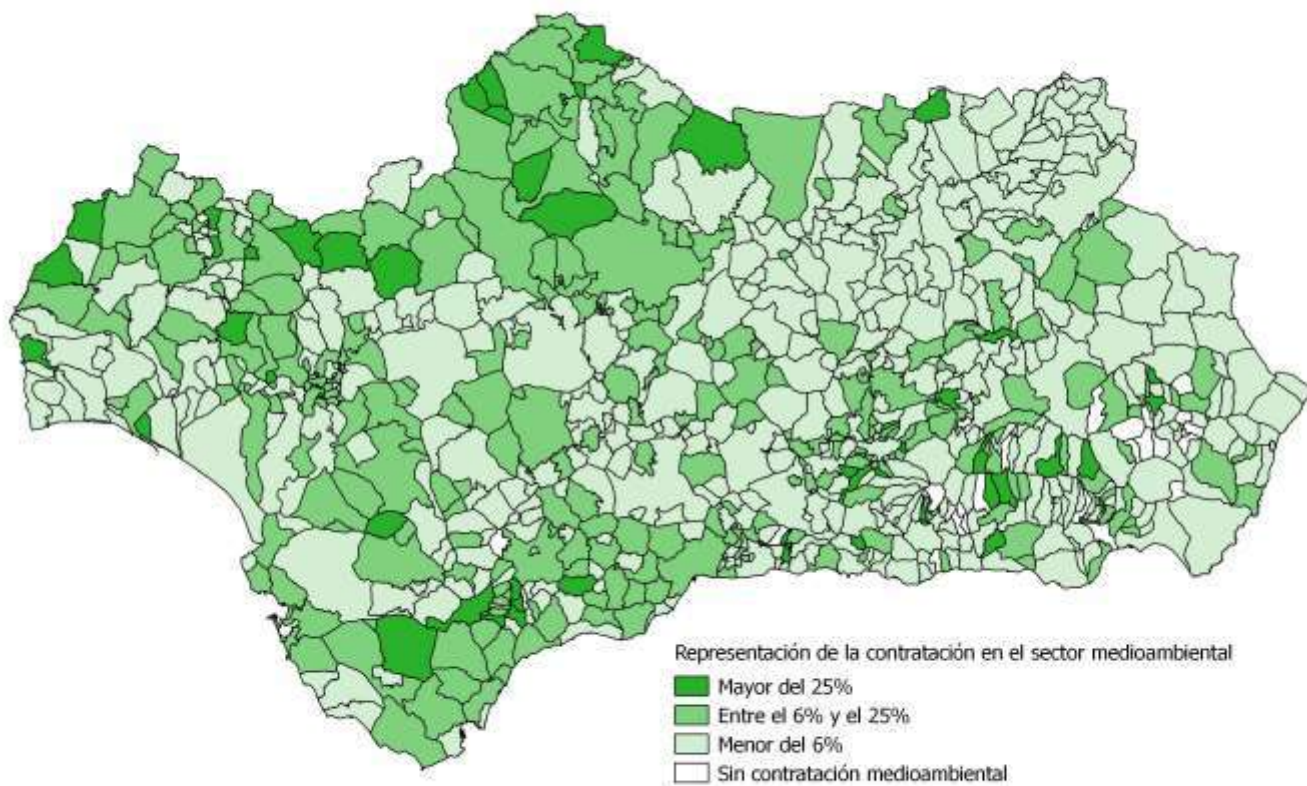 Representación de la contratación en el sector medioambiental
Mayor del 25%
Entre el 6% y el 25%
Menor del 6%
Sin contratación medioambiental